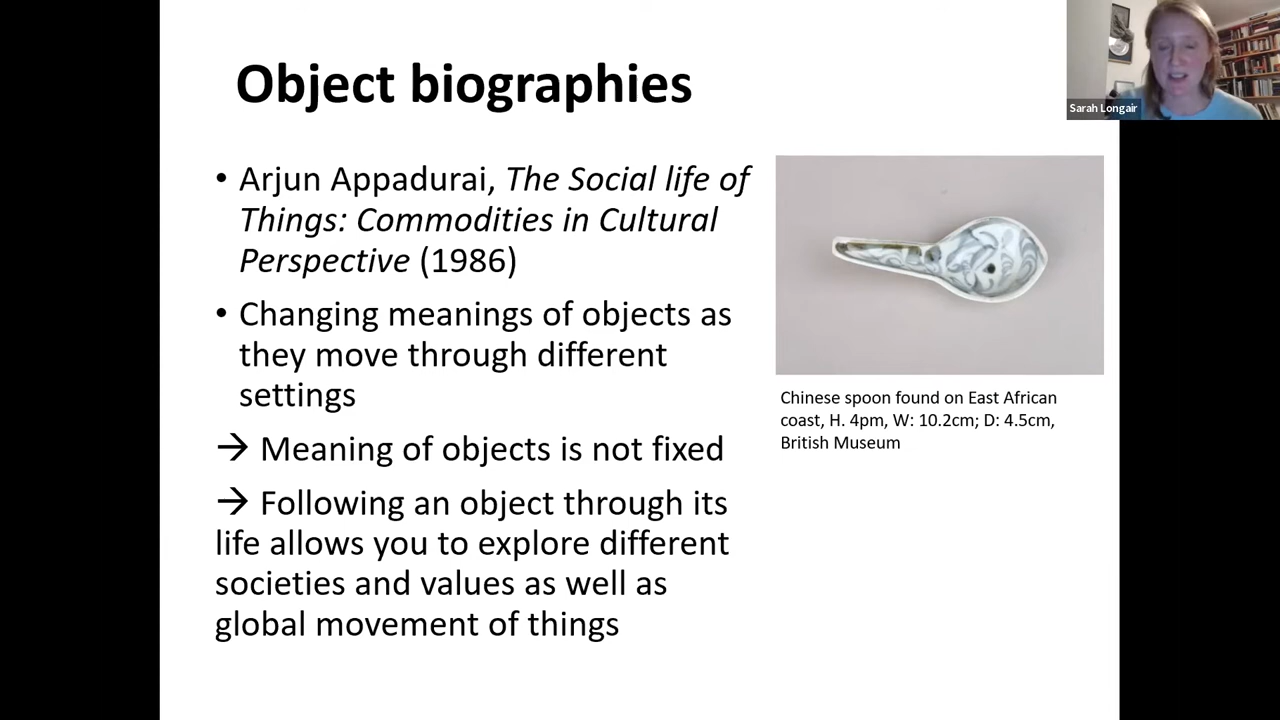 Object biographies
Sarah Longair
• Arjun Appadurai, The Social life of
Things: Commodities in Cultural
Perspective (1986)
• Changing meanings of objects as
they move through different
settings
→ Meaning of objects is not fixed
→ Following an object through its
life allows you to explore different
societies and values as well as
global movement of things
Chinese spoon found on East African
coast, H. 4pm, W: 10.2cm; D: 4.5cm,
British Museum